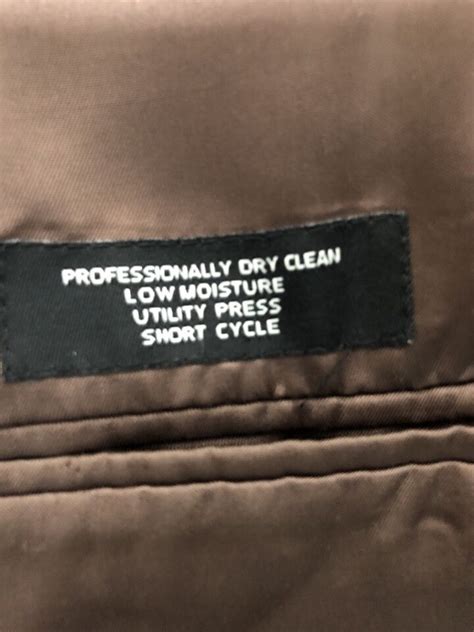 PROFESSIONALLY DRY CLEAN
LOW MOISTURE
UTILITY PRESS
SHORT CYCLE